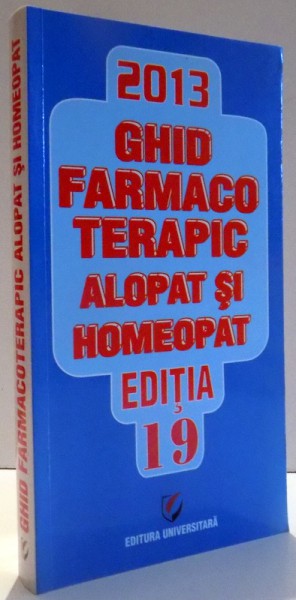 2013
GHID
FARMACO
TERAPIC
ALOPAT ŞI
HOMEOPAT
EDIŢIA
19
EDITURA UNIVERSITARĂ
GHID FARMACOTERAPIC ALOPAT ŞI HOMEOPAT